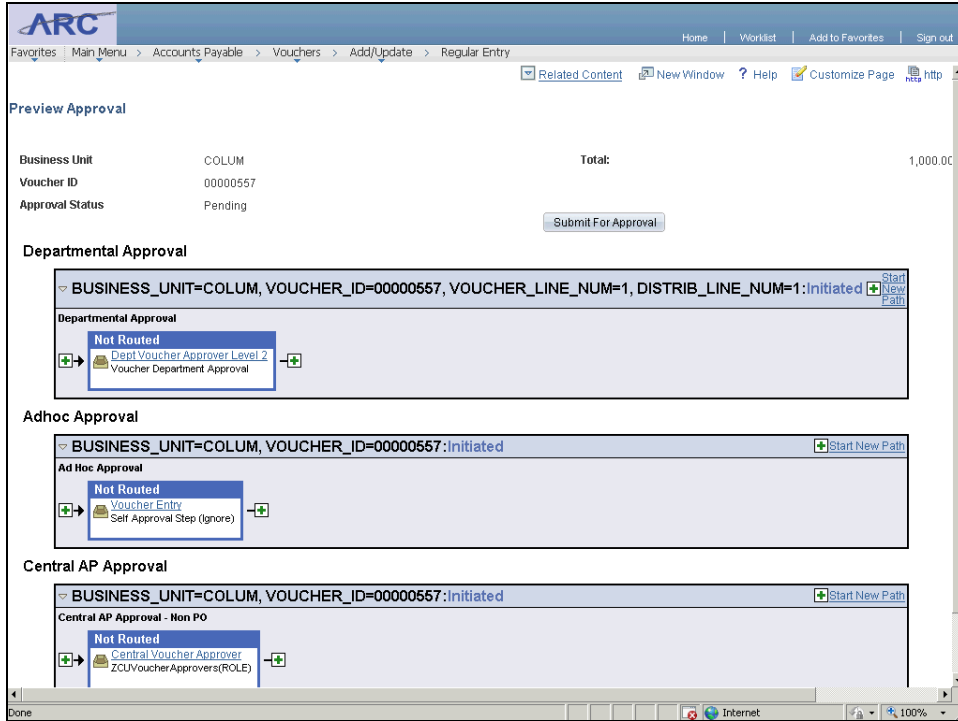 ARC
Home | Worklist | Add to Favorites | Sign out
Favorites Main Menu > Accounts Payable > Vouchers > Add/Update > Regular Entry
Related Content New Window ? Help Customize Page http
Preview Approval
Business Unit COLUM Total: 1,000.00
Voucher ID 00000557
Approval Status Pending
Submit For Approval
Departmental Approval
BUSINESS_UNIT=COLUM, VOUCHER_ID=00000557, VOUCHER_LINE_NUM=1, DISTRIB_LINE_NUM=1:Initiated Start New Path
Departmental Approval
Not Routed
Dept Voucher Approver Level 2
Voucher Department Approval
Adhoc Approval
BUSINESS_UNIT=COLUM, VOUCHER_ID=00000557:Initiated Start New Path
Ad Hoc Approval
Not Routed
Voucher Entry
Self Approval Step (Ignore)
Central AP Approval
BUSINESS_UNIT=COLUM, VOUCHER_ID=00000557:Initiated Start New Path
Central AP Approval - Non PO
Not Routed
Central Voucher Approver
ZCUVoucherApprovers(ROLE)
Done Internet 100%